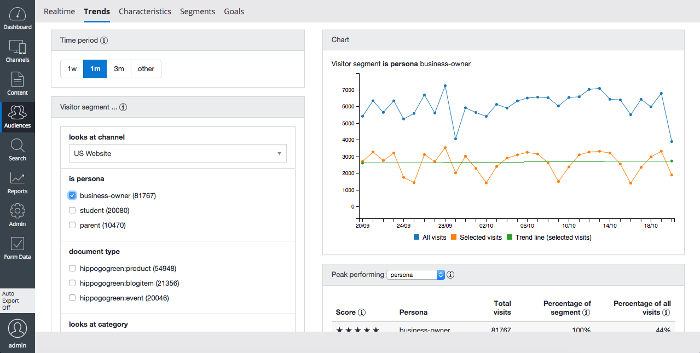 Realtime Trends Characteristics Segments Goals
Dashboard
Channels
Content
Audiences
Search
Reports
Admin
Form Data
Auto
Export
Off
admin
Time period
1w 1m 3m other
Visitor segment ...
looks at channel
US Website
is persona
business-owner (81767)
student (20080)
parent (10470)
document type
hippogogreen:product (54948)
hippogogreen:blogitem (21356)
hippogogreen:event (20046)
looks at category
Chart
Visitor segment is persona business-owner
7000
6000
5000
4000
3000
2000
1000
0
20/09 24/09 28/09 02/10 06/10 10/10 14/10 18/10
All visits Selected visits Trend line (selected visits)
Peak performing persona
Score Persona Total visits Percentage of segment Percentage of all visits
business-owner 81767 100% 44%